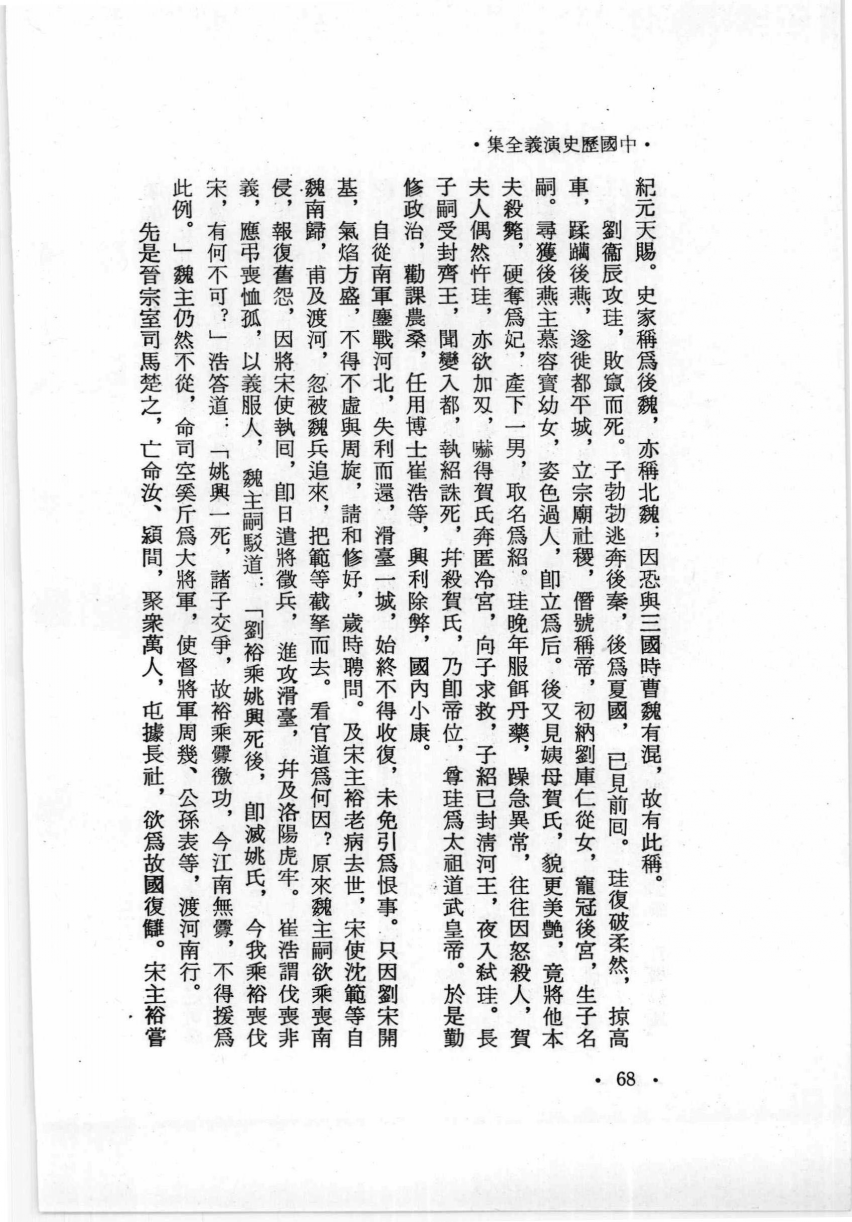 •中國歷史演義全集•
紀元天賜。史家稱爲後魏，亦稱北魏；因恐與三國時曹魏有混，故有此稱。
劉衞辰攻珪，敗竄而死。子勃勃逃奔後秦，後爲夏國，已見前回。珪復破柔然，掠高
車，蹂躪後燕，遂徙都平城，立宗廟社稷，僭號稱帝，初納劉庫仁從女，寵冠後宮，生子名
嗣。尋獲後燕主慕容寶幼女，姿色過人，卽立爲后。後又見姨母賀氏，貌更美艷，竟將他本
夫殺斃，硬奪爲妃，產下一男，取名爲紹。珪晚年服餌丹藥，躁急異常，往往因怒殺人，賀
夫人偶然忤珪，亦欲加刄，嚇得賀氏奔匿冷宮，向子求救，子紹已封清河王，夜入弒珪。長
子嗣受封齊王，聞變入都，執紹誅死，幷殺賀氏，乃卽帝位，尊珪爲太祖道武皇帝。於是勤
修政治，勸課農桑，任用博士崔浩等，興利除弊，國內小康。
自從南軍鏖戰河北，失利而還，滑臺一城，始終不得收復，未免引爲恨事。只因劉宋開
基，氣焰方盛，不得不虛與周旋，請和修好，歲時聘問。及宋主裕老病去世，宋使沈範等自
魏南歸，甫及渡河，忽被魏兵追來，把範等截拏而去。看官道爲何因？原來魏主嗣欲乘喪南
侵，報復舊怨，因將宋使執回，卽日遣將徵兵，進攻滑臺，幷及洛陽虎牢。崔浩謂伐喪非
義，應弔喪恤孤，以義服人，魏主嗣駁道：「劉裕乘姚興死後，卽滅姚氏，今我乘裕喪伐
宋，有何不可？」浩答道：「姚興一死，諸子交爭，故裕乘釁徼功，今江南無釁，不得援爲
此例。」魏主仍然不從，命司空奚斤爲大將軍，使督將軍周幾、公孫表等，渡河南行。
先是晉宗室司馬楚之，亡命汝、潁間，聚衆萬人，屯據長社，欲爲故國復讎。宋主裕嘗
•68•